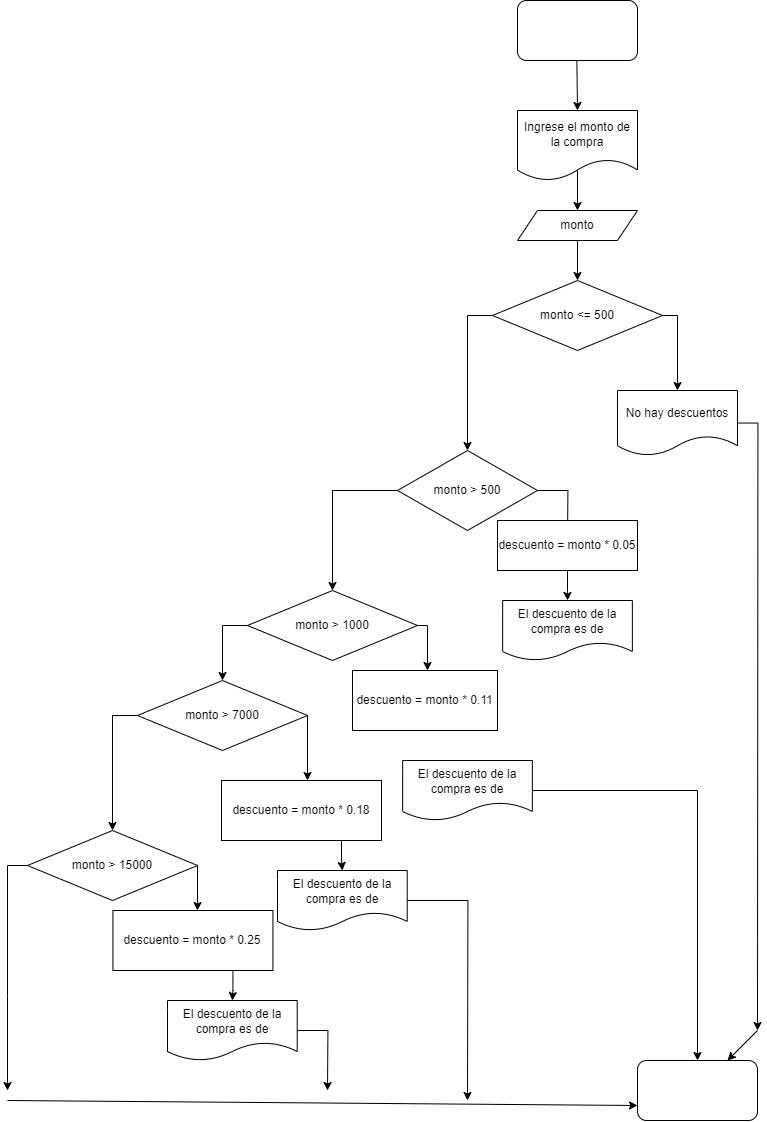 Ingrese el monto de
la compra
monto
monto <= 500
No hay descuentos
monto > 500
descuento = monto * 0.05
El descuento de la
compra es de
monto > 1000
descuento = monto * 0.11
monto > 7000
El descuento de la
compra es de
descuento = monto * 0.18
monto > 15000
El descuento de la
compra es de
descuento = monto * 0.25
El descuento de la
compra es de